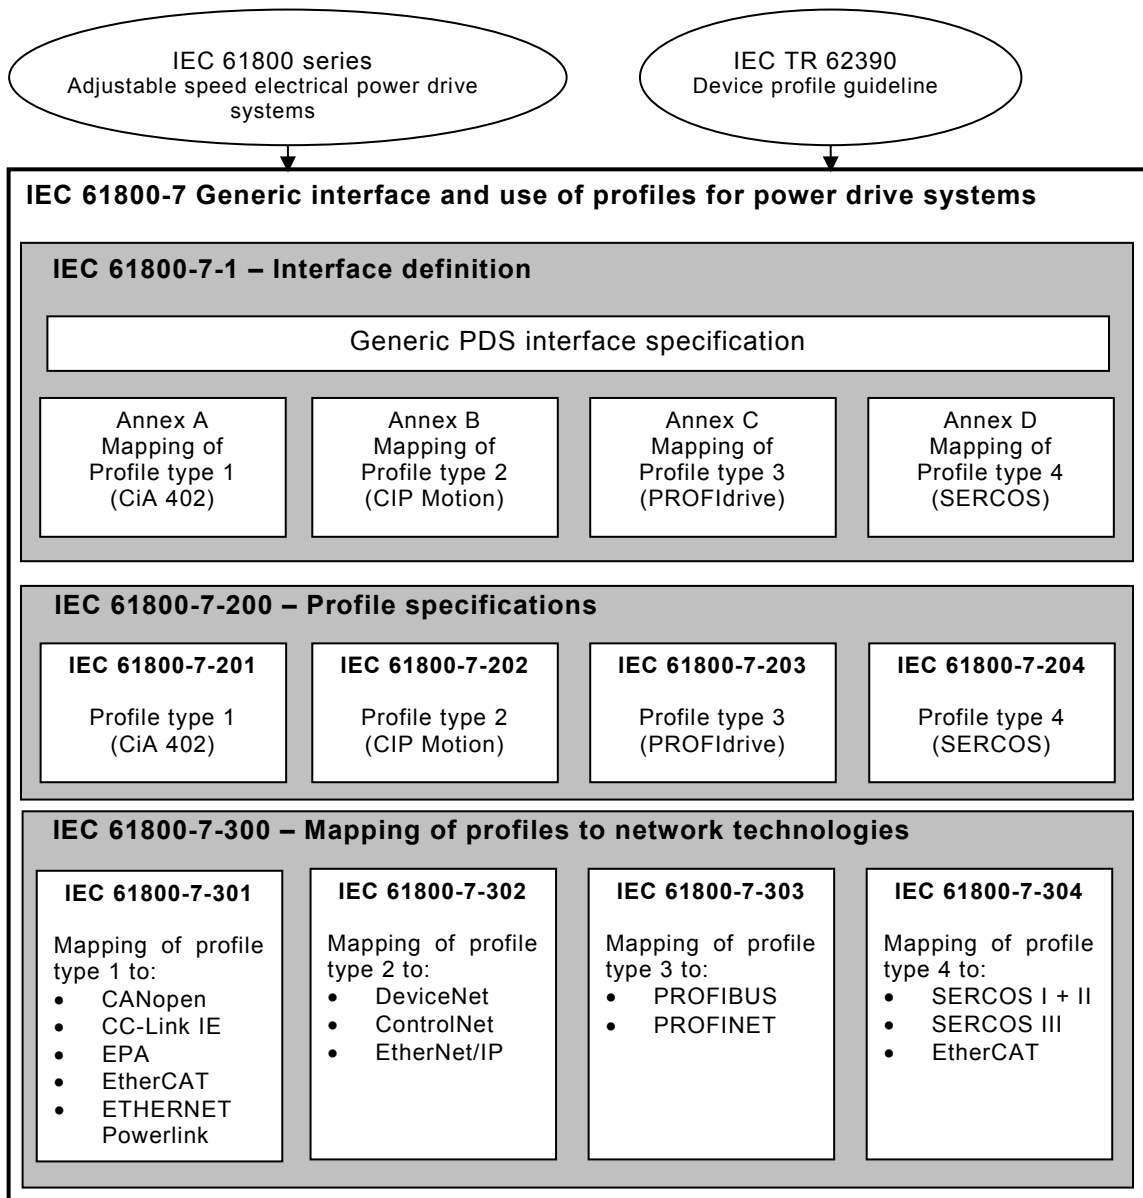 IEC 61800 series
Adjustable speed electrical power drive
systems
IEC TR 62390
Device profile guideline
IEC 61800-7 Generic interface and use of profiles for power drive systems
IEC 61800-7-1 – Interface definition
Generic PDS interface specification
Annex A
Mapping of
Profile type 1
(CiA 402)
Annex B
Mapping of
Profile type 2
(CIP Motion)
Annex C
Mapping of
Profile type 3
(PROFIdrive)
Annex D
Mapping of
Profile type 4
(SERCOS)
IEC 61800-7-200 – Profile specifications
IEC 61800-7-201
Profile type 1
(CiA 402)
IEC 61800-7-202
Profile type 2
(CIP Motion)
IEC 61800-7-203
Profile type 3
(PROFIdrive)
IEC 61800-7-204
Profile type 4
(SERCOS)
IEC 61800-7-300 – Mapping of profiles to network technologies
IEC 61800-7-301
Mapping of profile
type 1 to:
• CANopen
• CC-Link IE
• EPA
• EtherCAT
• ETHERNET
Powerlink
IEC 61800-7-302
Mapping of profile
type 2 to:
• DeviceNet
• ControlNet
• EtherNet/IP
IEC 61800-7-303
Mapping of profile
type 3 to:
• PROFIBUS
• PROFINET
IEC 61800-7-304
Mapping of profile
type 4 to:
• SERCOS I + II
• SERCOS III
• EtherCAT